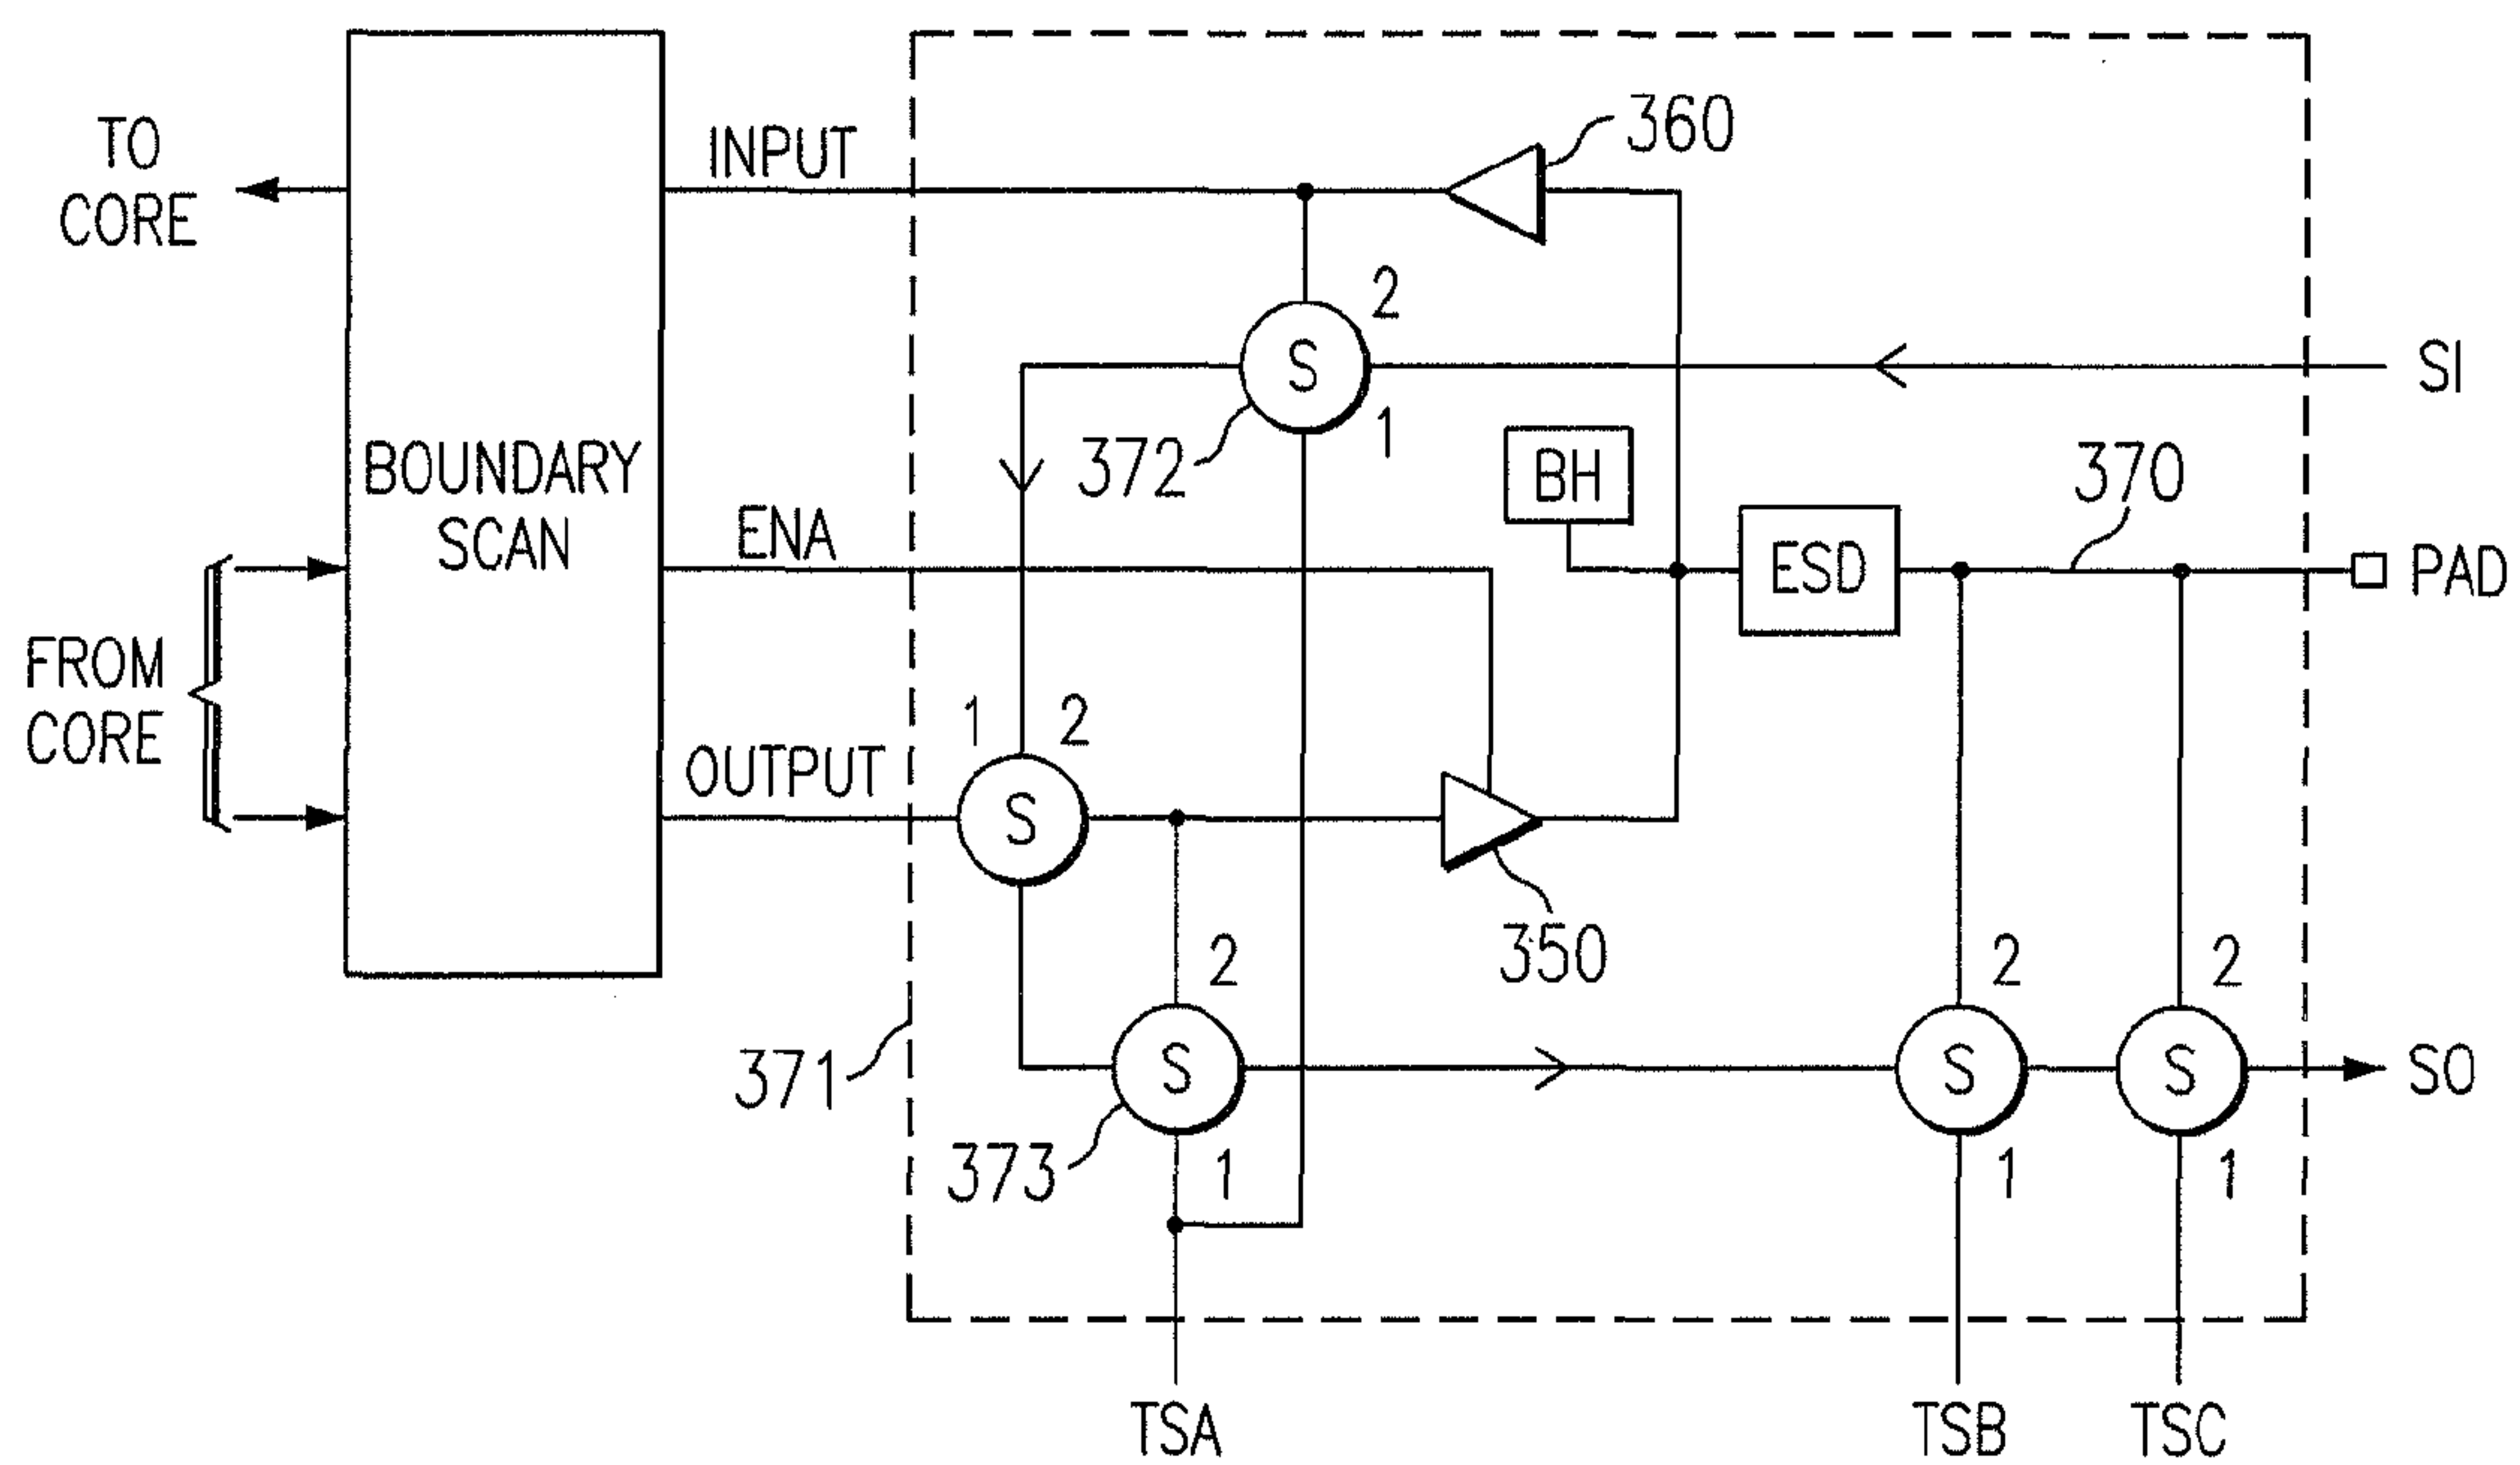 TO
CORE
INPUT
360
2
S
SI
372
1
BOUNDARY
SCAN
BH
370
ENA
ESD
PAD
FROM
CORE
1
2
OUTPUT
S
350
2
2
2
371
S
S
S
SO
373
1
1
1
TSA
TSB
TSC